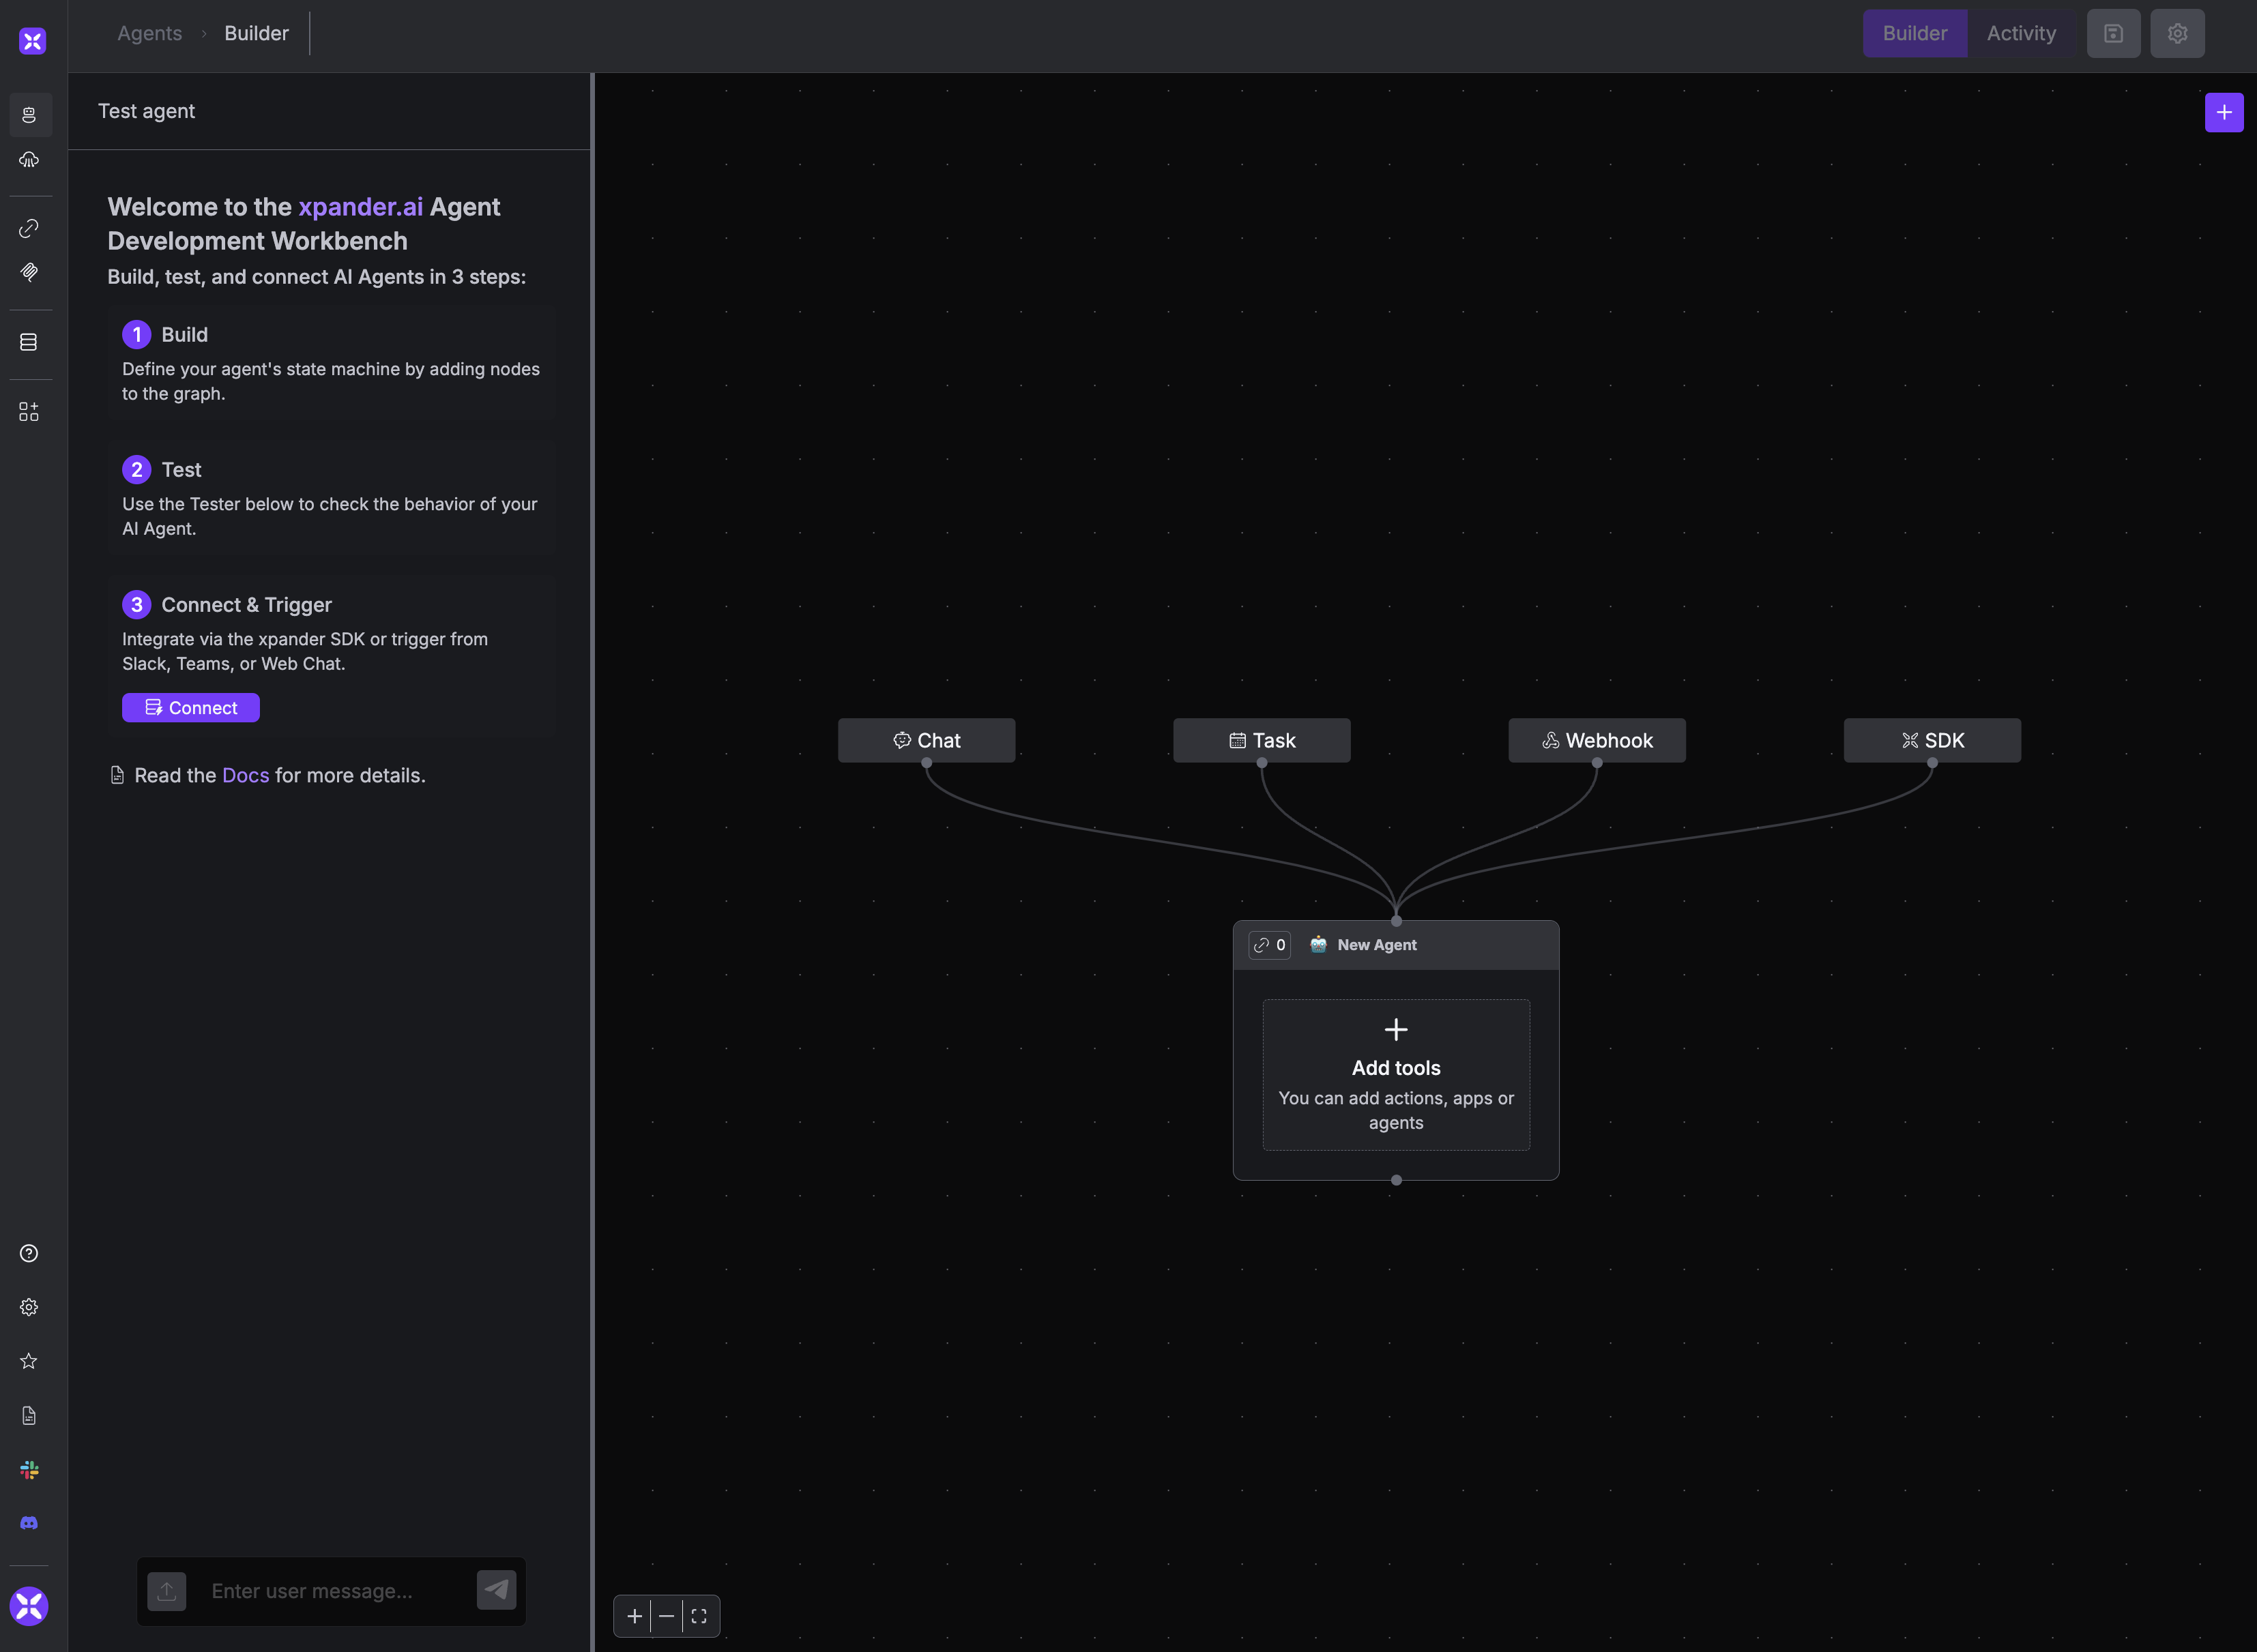 Agents › Builder
Builder
Activity
Test agent
Welcome to the xpander.ai Agent
Development Workbench
Build, test, and connect AI Agents in 3 steps:
1 Build
Define your agent's state machine by adding nodes
to the graph.
2 Test
Use the Tester below to check the behavior of your
AI Agent.
3 Connect & Trigger
Integrate via the xpander SDK or trigger from
Slack, Teams, or Web Chat.
Connect
Read the Docs for more details.
Enter user message...
Chat
Task
Webhook
SDK
0 New Agent
Add tools
You can add actions, apps or
agents